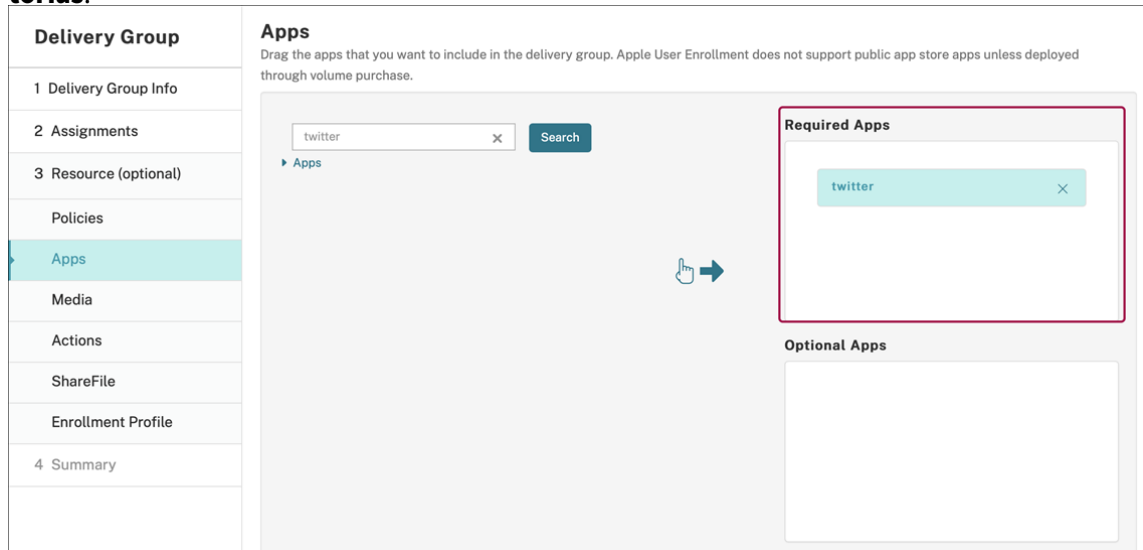 Delivery Group
1 Delivery Group Info
2 Assignments
3 Resource (optional)
Policies
Apps
Media
Actions
ShareFile
Enrollment Profile
4 Summary
Apps
Drag the apps that you want to include in the delivery group. Apple User Enrollment does not support public app store apps unless deployed
through volume purchase.
twitter
Search
Apps
Required Apps
twitter
Optional Apps